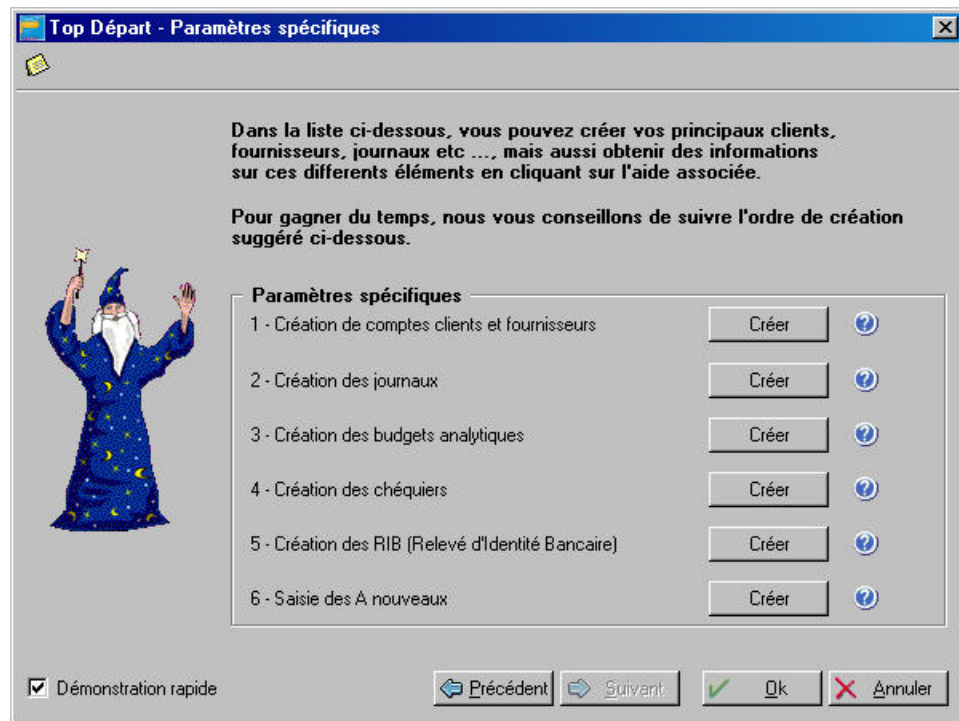 Top Départ - Paramètres spécifiques
Dans la liste ci-dessous, vous pouvez créer vos principaux clients,
fournisseurs, journaux etc ..., mais aussi obtenir des informations
sur ces differents éléments en cliquant sur l'aide associée.
Pour gagner du temps, nous vous conseillons de suivre l'ordre de création
suggéré ci-dessous.
Paramètres spécifiques
1 - Création de comptes clients et fournisseurs Créer
2 - Création des journaux Créer
3 - Création des budgets analytiques Créer
4 - Création des chéquiers Créer
5 - Création des RIB (Relevé d'Identité Bancaire) Créer
6 - Saisie des A nouveaux Créer
Démonstration rapide Précédent Suivant Ok Annuler